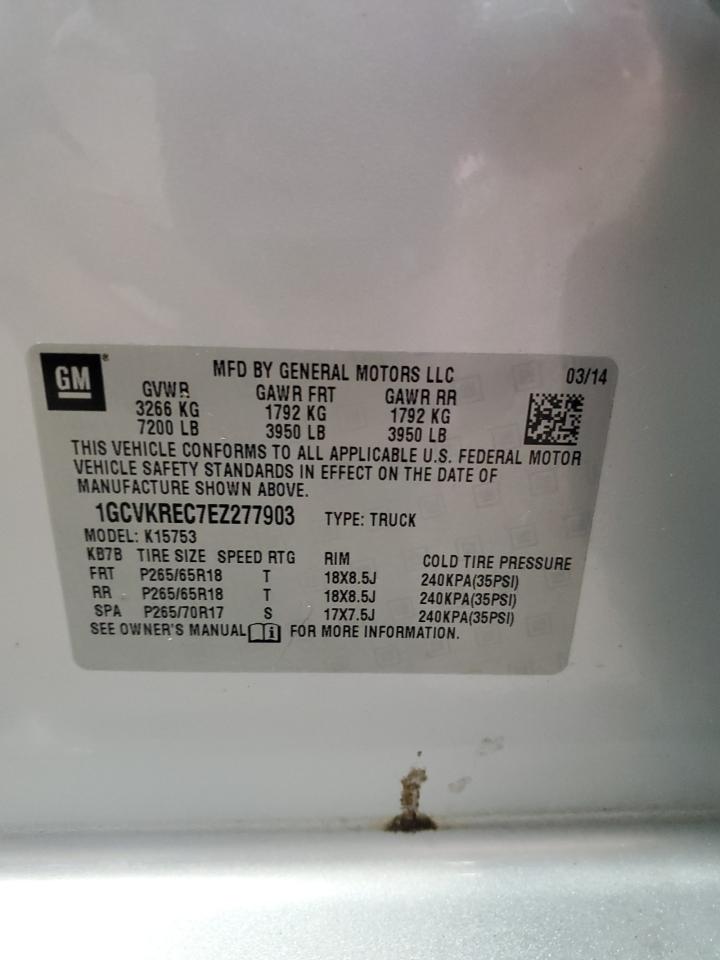 GM
MFD BY GENERAL MOTORS LLC 03/14
GVWR GAWR FRT GAWR RR
3266 KG 1792 KG 1792 KG
7200 LB 3950 LB 3950 LB
THIS VEHICLE CONFORMS TO ALL APPLICABLE U.S. FEDERAL MOTOR
VEHICLE SAFETY STANDARDS IN EFFECT ON THE DATE OF
MANUFACTURE SHOWN ABOVE.
1GCVKREC7EZ277903 TYPE: TRUCK
MODEL: K15753
KB7B TIRE SIZE SPEED RTG RIM COLD TIRE PRESSURE
FRT P265/65R18 T 18X8.5J 240KPA(35PSI)
RR P265/65R18 T 18X8.5J 240KPA(35PSI)
SPA P265/70R17 S 17X7.5J 240KPA(35PSI)
SEE OWNER'S MANUAL FOR MORE INFORMATION.